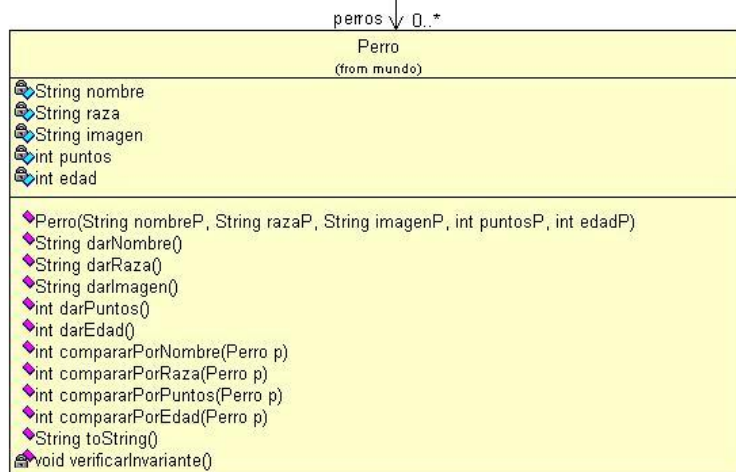 perros 0..*
Perro
(from mundo)
String nombre
String raza
String imagen
int puntos
int edad
Perro(String nombreP, String razaP, String imagenP, int puntosP, int edadP)
String darNombre()
String darRaza()
String darImagen()
int darPuntos()
int darEdad()
int compararPorNombre(Perro p)
int compararPorRaza(Perro p)
int compararPorPuntos(Perro p)
int compararPorEdad(Perro p)
String toString()
void verificarInvariante()